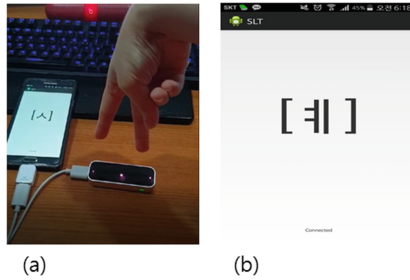 [ㅅ]
SKT 45% 오전 6:18
SLT
[ ㅖ ]
Connected
(a)
(b)